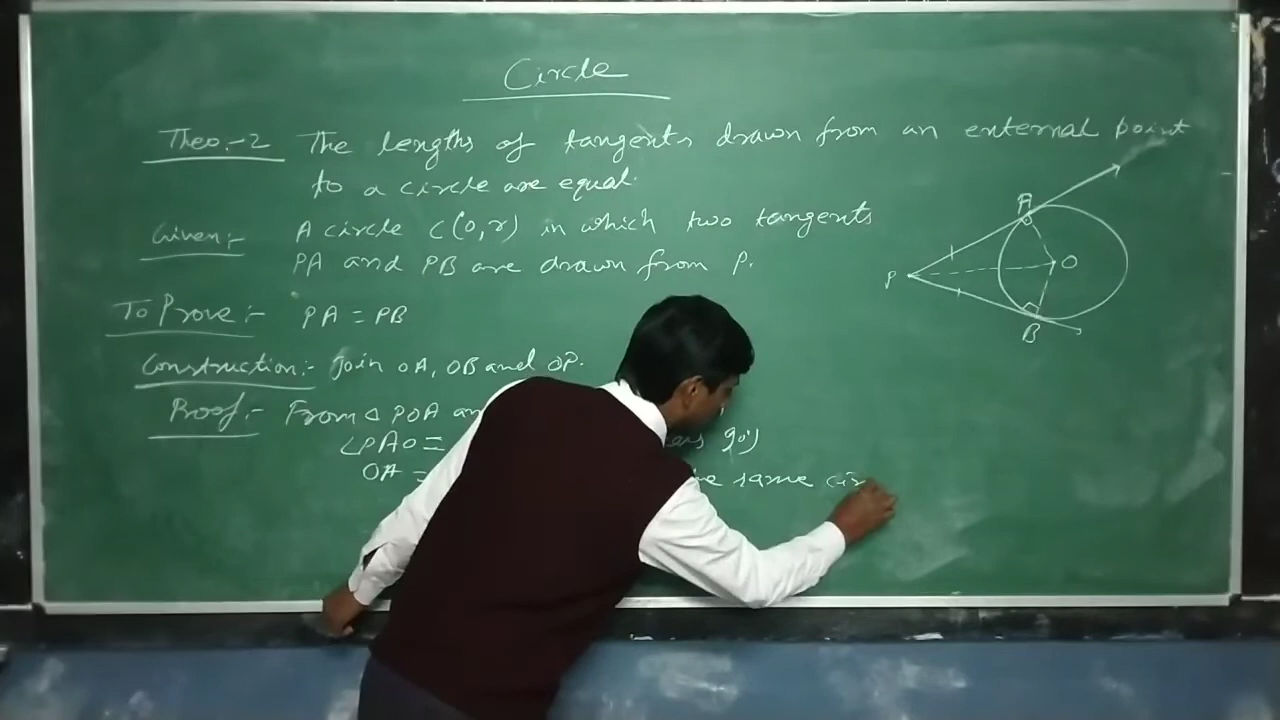 Circle
Theo.-2 The lengths of tangents drawn from an external point
to a circle are equal.
Given:- A circle C(O,r) in which two tangents
PA and PB are drawn from P.
To Prove:- PA = PB
Construction:- Join OA, OB and OP.
Proof:- From △ POA
∠PAO = 90°)
OA = same cir
A
P
O
B